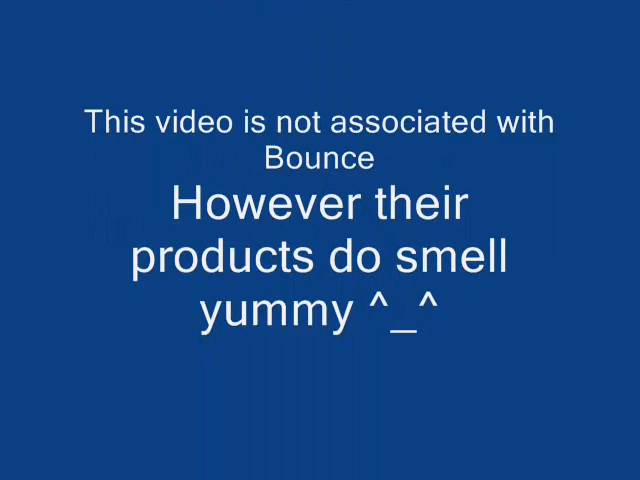 This video is not associated with
Bounce
However their
products do smell
yummy ^_^